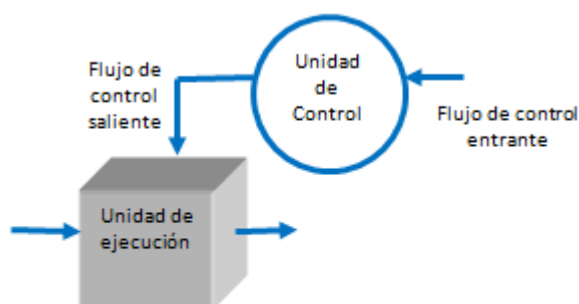 Unidad
de
Control
Flujo de
control
saliente
Flujo de control
entrante
Unidad de
ejecución